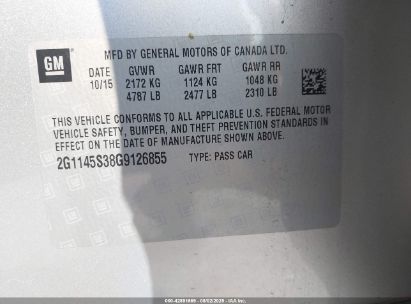 GM
MFD BY GENERAL MOTORS OF CANADA LTD.
DATE GVWR GAWR FRT GAWR RR
10/15 2172 KG 1124 KG 1048 KG
4787 LB 2477 LB 2310 LB
THIS VEHICLE CONFORMS TO ALL APPLICABLE U.S. FEDERAL MOTOR
VEHICLE SAFETY, BUMPER, AND THEFT PREVENTION STANDARDS IN
EFFECT ON THE DATE OF MANUFACTURE SHOWN ABOVE.
2G1145S38G9126855 TYPE: PASS CAR